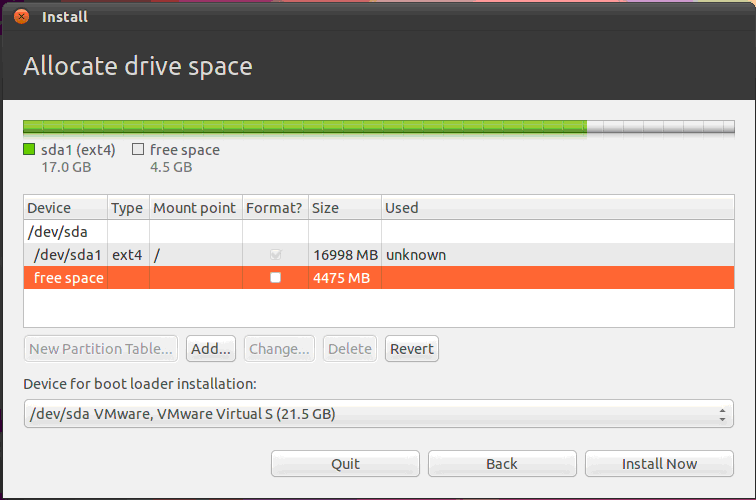 Install
Allocate drive space
sda1 (ext4) free space
17.0 GB 4.5 GB
Device Type Mount point Format? Size Used
/dev/sda
/dev/sda1 ext4 / 16998 MB unknown
free space 4475 MB
New Partition Table... Add... Change... Delete Revert
Device for boot loader installation:
/dev/sda VMware, VMware Virtual S (21.5 GB)
Quit Back Install Now